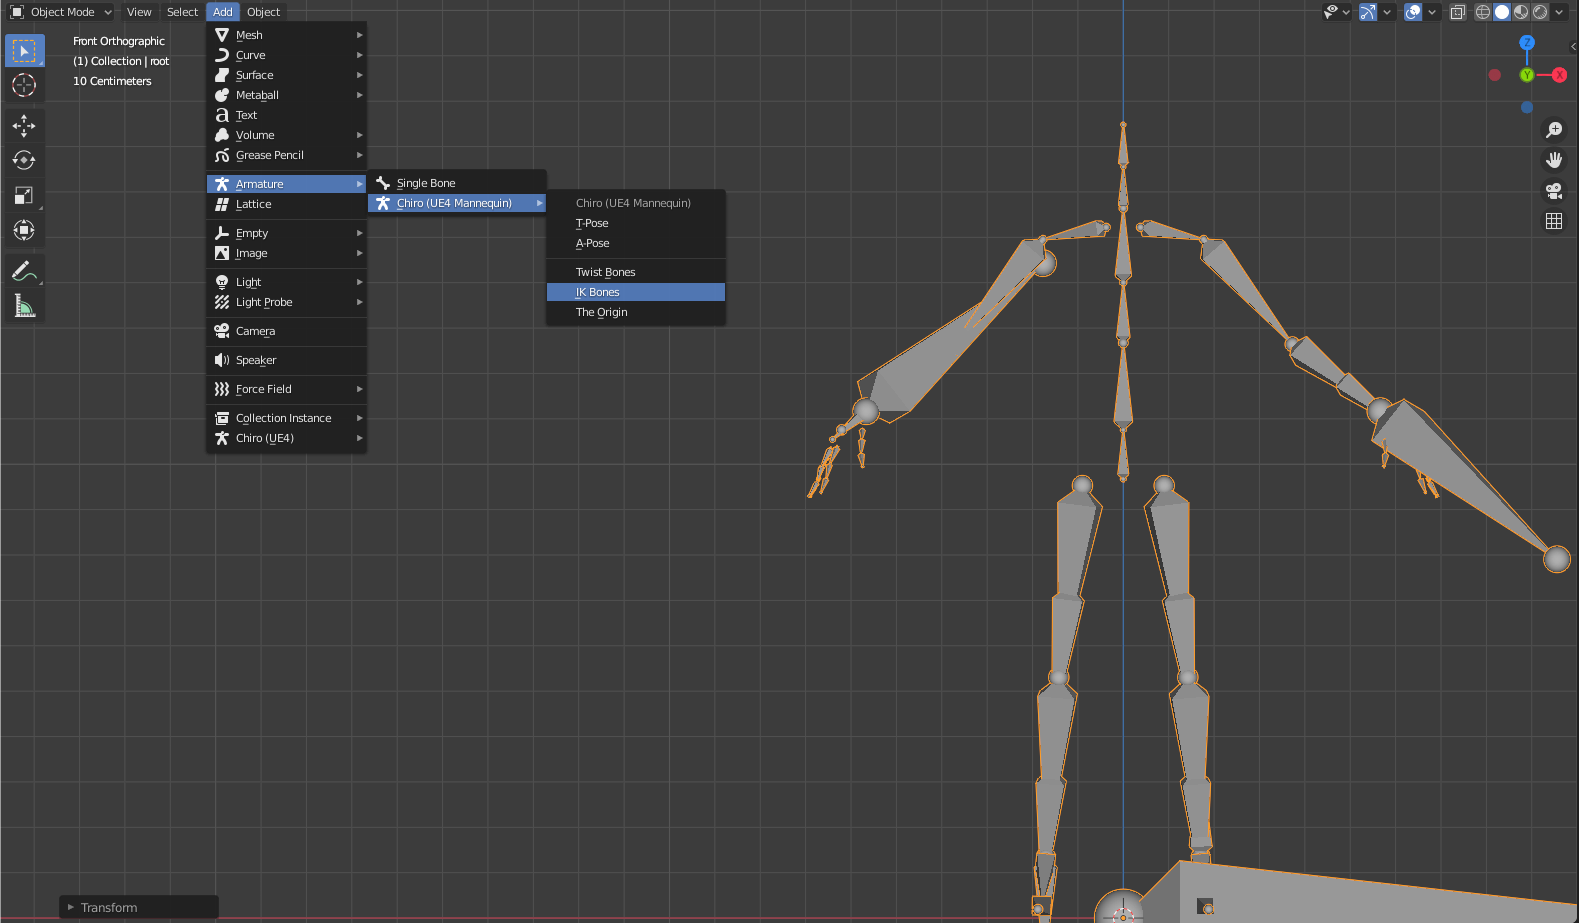 Object Mode View Select Add Object
Front Orthographic
(1) Collection | root
10 Centimeters
Mesh
Curve
Surface
Metaball
Text
Volume
Grease Pencil
Armature
Lattice
Empty
Image
Light
Light Probe
Camera
Speaker
Force Field
Collection Instance
Chiro (UE4)
Single Bone
Chiro (UE4 Mannequin)
Chiro (UE4 Mannequin)
T-Pose
A-Pose
Twist Bones
IK Bones
The Origin
Z
Y
X
Transform